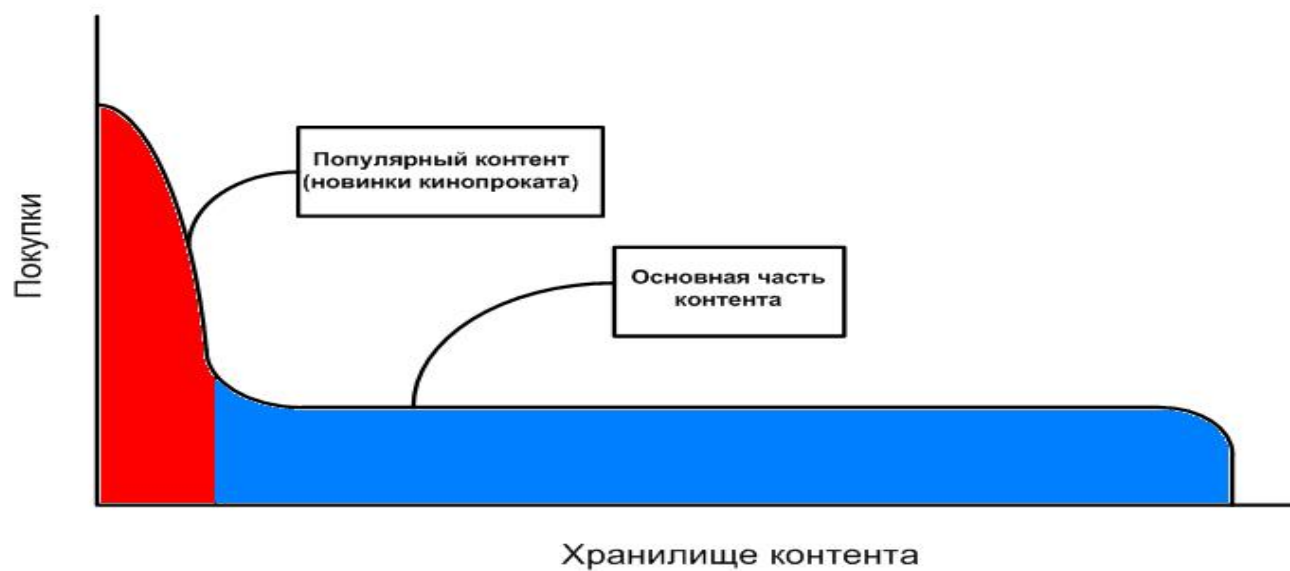 Популярный контент
(новинки кинопроката)
Основная часть
контента
Покупки
Хранилище контента